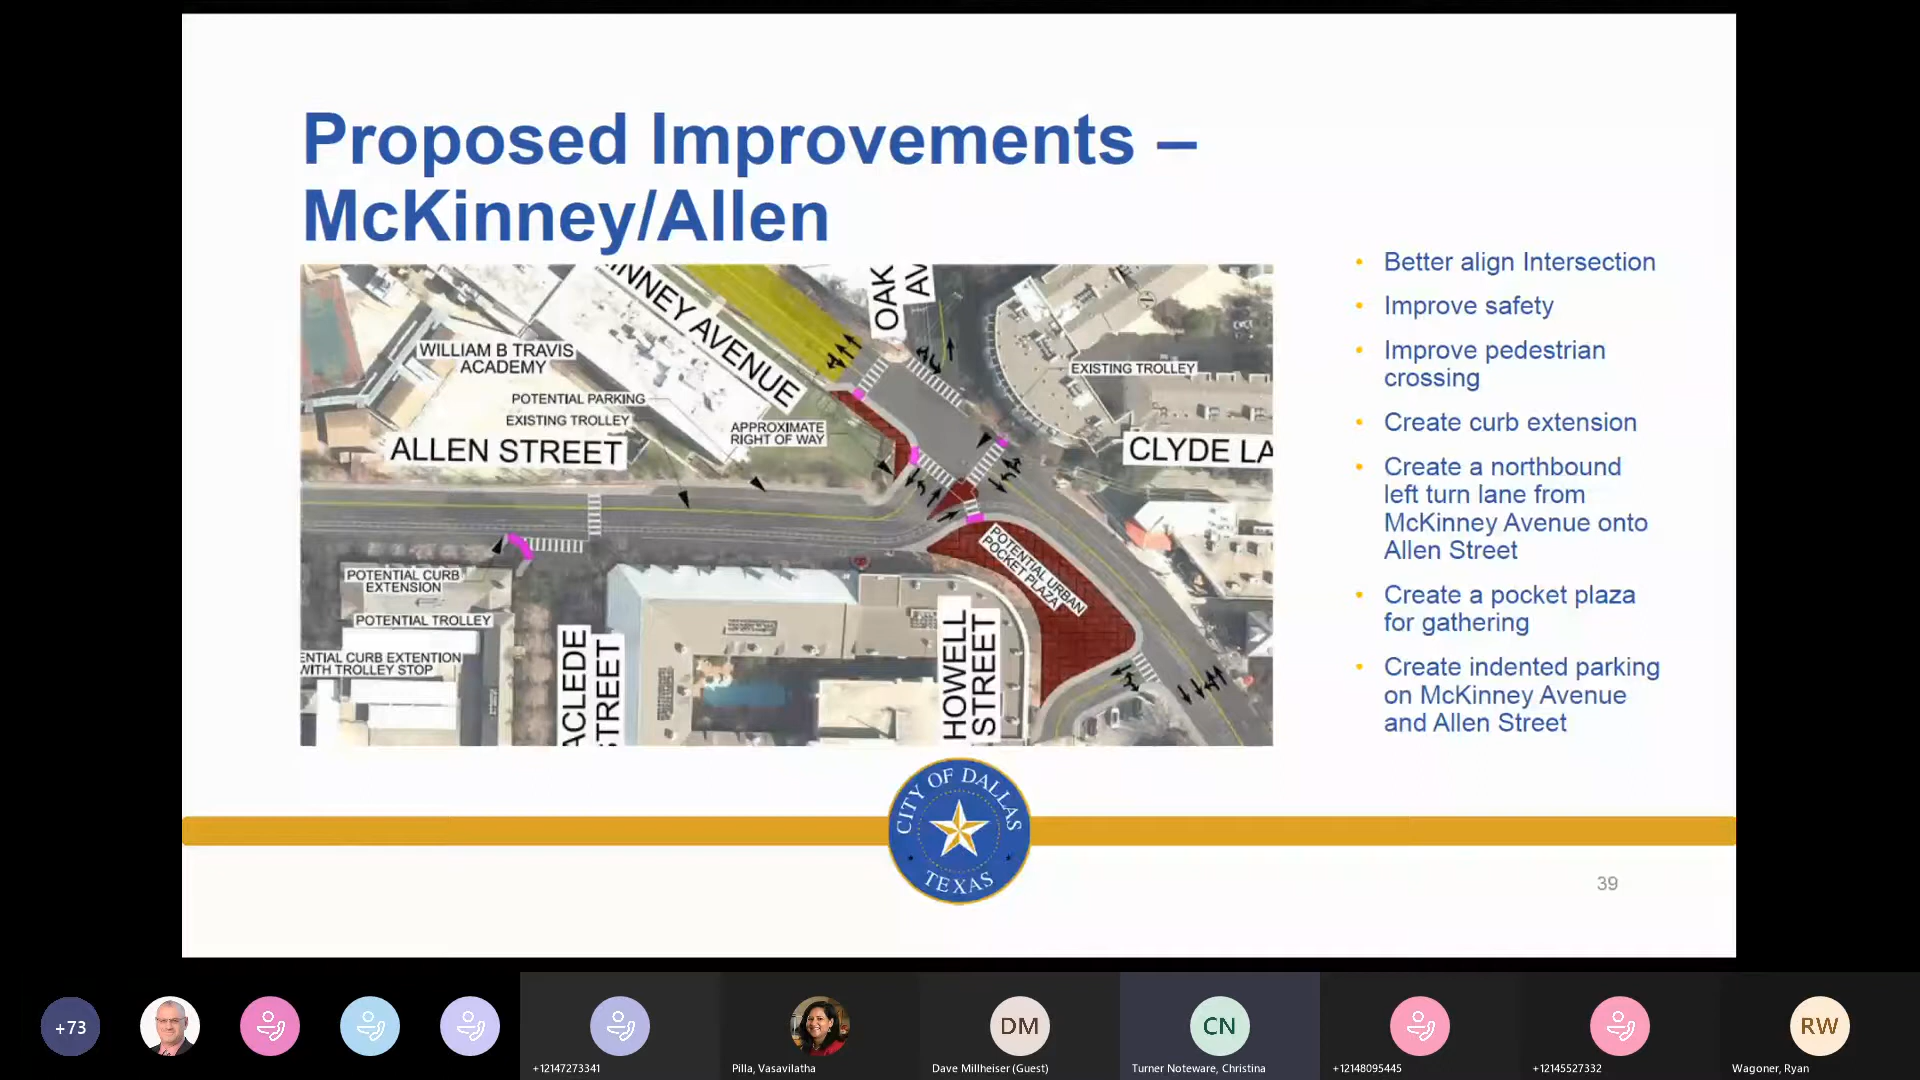 Proposed Improvements –
McKinney/Allen
INNEY AVENUE
OAK
AV
WILLIAM B TRAVIS
ACADEMY
EXISTING TROLLEY
POTENTIAL PARKING
EXISTING TROLLEY
APPROXIMATE
RIGHT OF WAY
ALLEN STREET
CLYDE LA
POTENTIAL URBAN
POCKET PLAZA
POTENTIAL CURB
EXTENSION
POTENTIAL TROLLEY
ENTIAL CURB EXTENTION
WITH TROLLEY STOP
ACLEDE
STREET
HOWELL
STREET
• Better align Intersection
• Improve safety
• Improve pedestrian
crossing
• Create curb extension
• Create a northbound
left turn lane from
McKinney Avenue onto
Allen Street
• Create a pocket plaza
for gathering
• Create indented parking
on McKinney Avenue
and Allen Street
CITY OF DALLAS
TEXAS
39
+73
DM
CN
RW
+12147273341
Pilla, Vasavilatha
Dave Millheiser (Guest)
Turner Noteware, Christina
+12148095445
+12145527332
Wagoner, Ryan